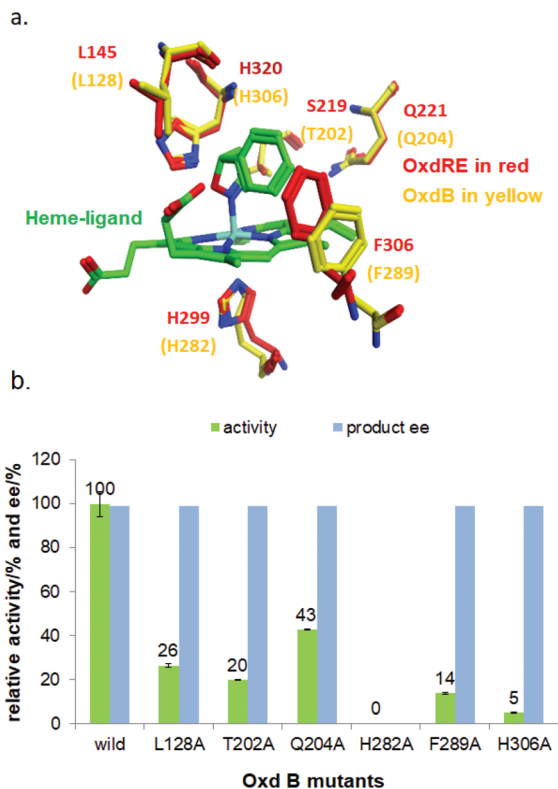 a.
L145
(L128)
H320
(H306)
S219
(T202)
Q221
(Q204)
OxdRE in red
OxdB in yellow
Heme-ligand
F306
(F289)
H299
(H282)
b.
activity
product ee
relative activity/% and ee/%
120
100
80
60
40
20
0
100
26
20
43
0
14
5
wild
L128A
T202A
Q204A
H282A
F289A
H306A
Oxd B mutants